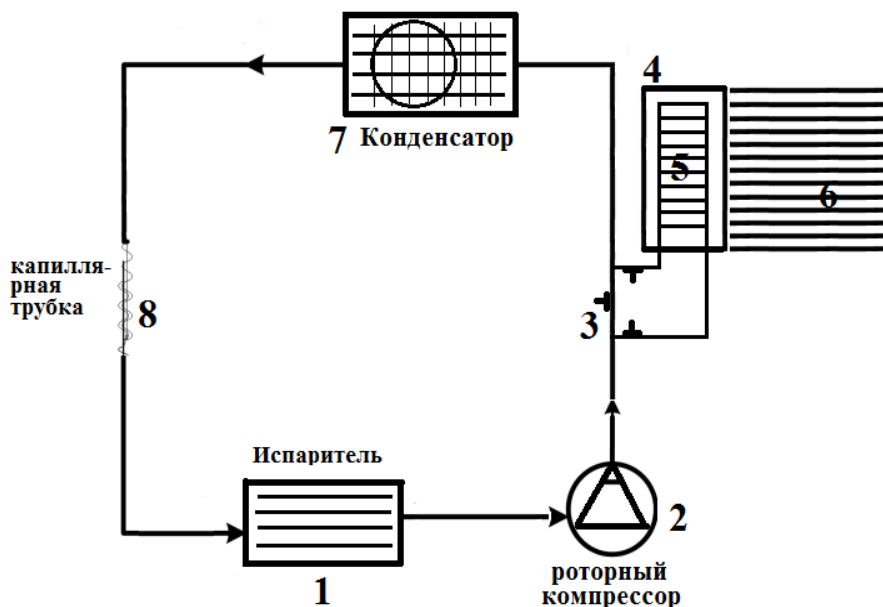 4
7 Конденсатор
5
6
капилля-
рная
трубка
8
3
Испаритель
2
1
роторный
компрессор